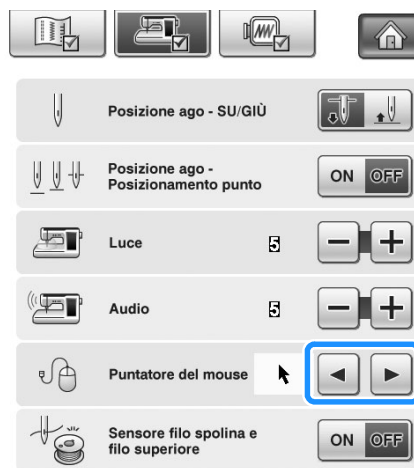 Posizione ago - SU/GIÙ
Posizione ago -
Posizionamento punto
ON OFF
Luce 5
Audio 5
Puntatore del mouse
Sensore filo spolina e
filo superiore
ON OFF